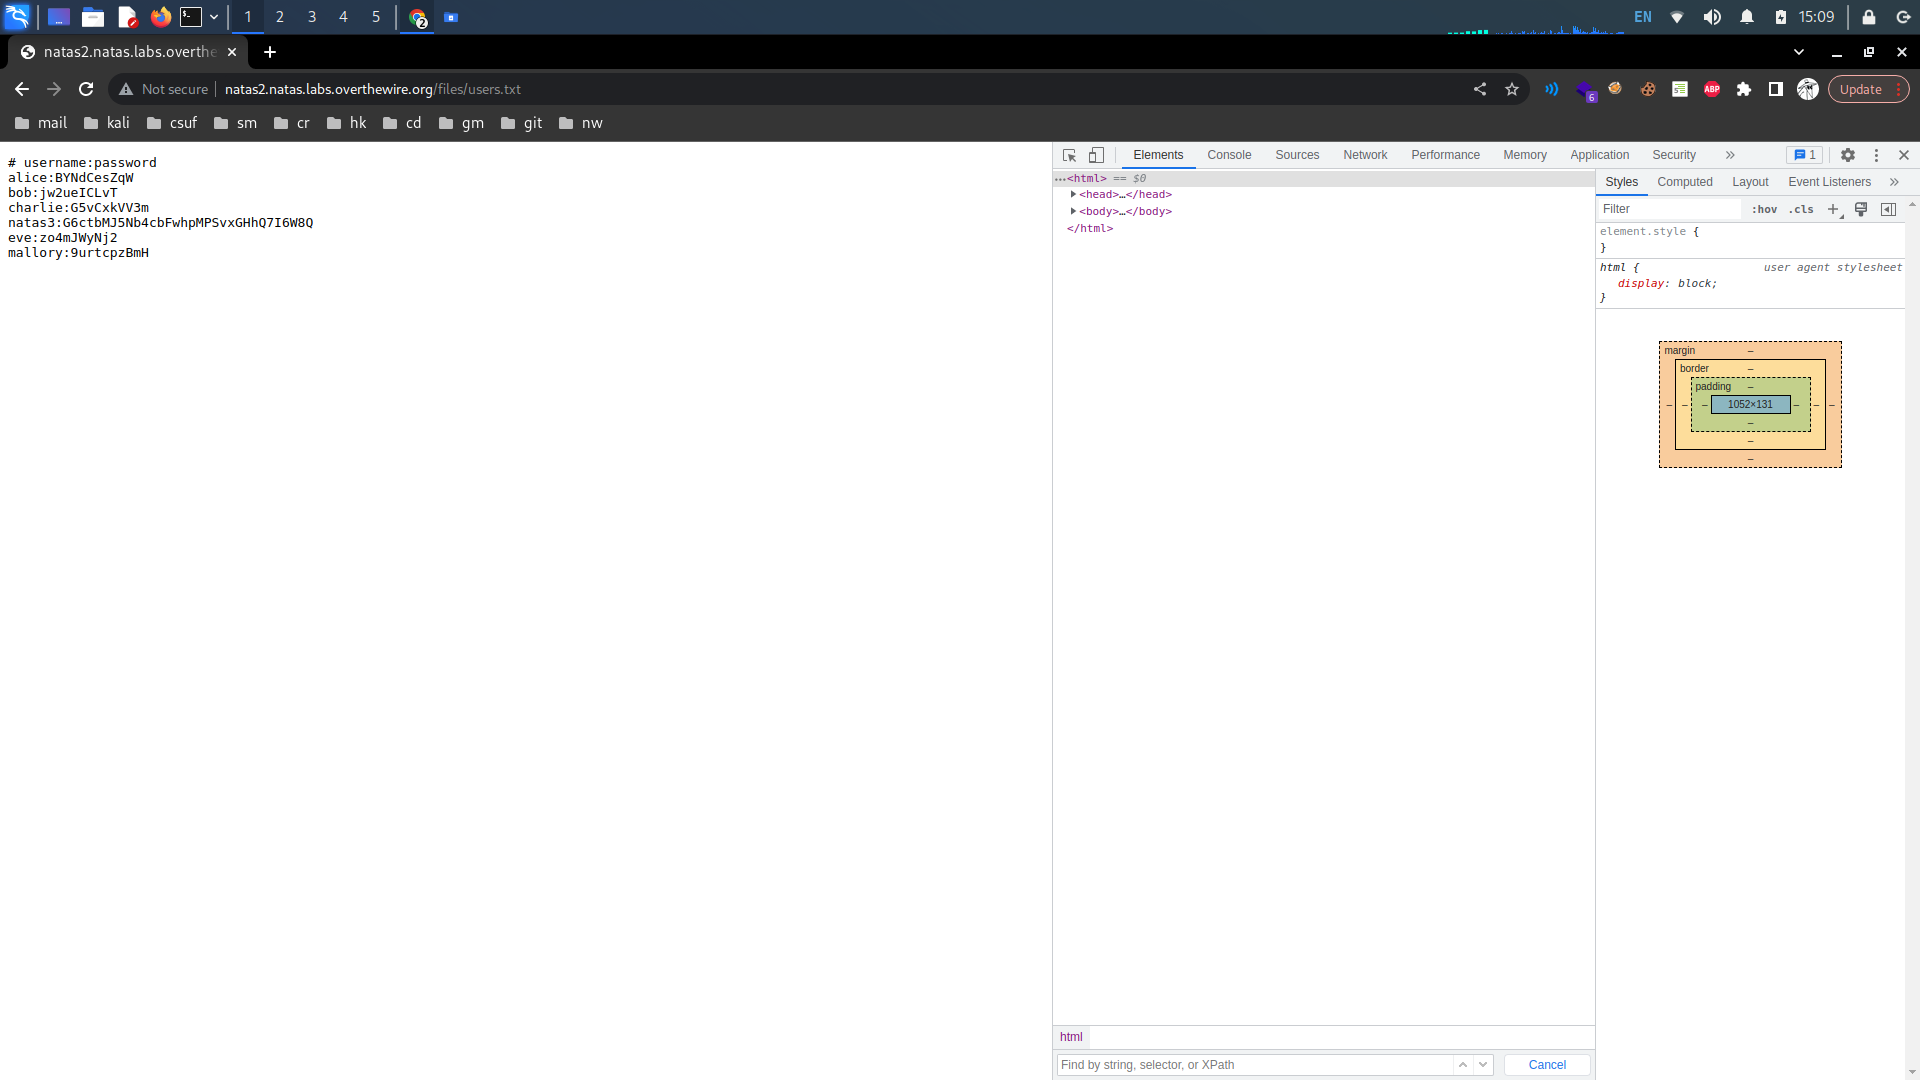 1 2 3 4 5 2 EN 15:09
natas2.natas.labs.overthe
Not secure natas2.natas.labs.overthewire.org/files/users.txt 6 ABP Update
mail kali csuf sm cr hk cd gm git nw
# username:password
alice:BYNdCesZqW
bob:jw2ueICLvT
charlie:G5vCxkVV3m
natas3:G6ctbMJ5Nb4cbFwhpMPSvxGHhQ7I6W8Q
eve:zo4mJWyNj2
mallory:9urtcpzBmH
Elements Console Sources Network Performance Memory Application Security » 1
…<html> == $0
<head>…</head>
<body>…</body>
</html>
Styles Computed Layout Event Listeners »
Filter :hov .cls +
element.style {
}
html { user agent stylesheet
display: block;
}
margin –
border –
padding –
– – – 1052×131 – – –
–
–
–
html
Find by string, selector, or XPath Cancel